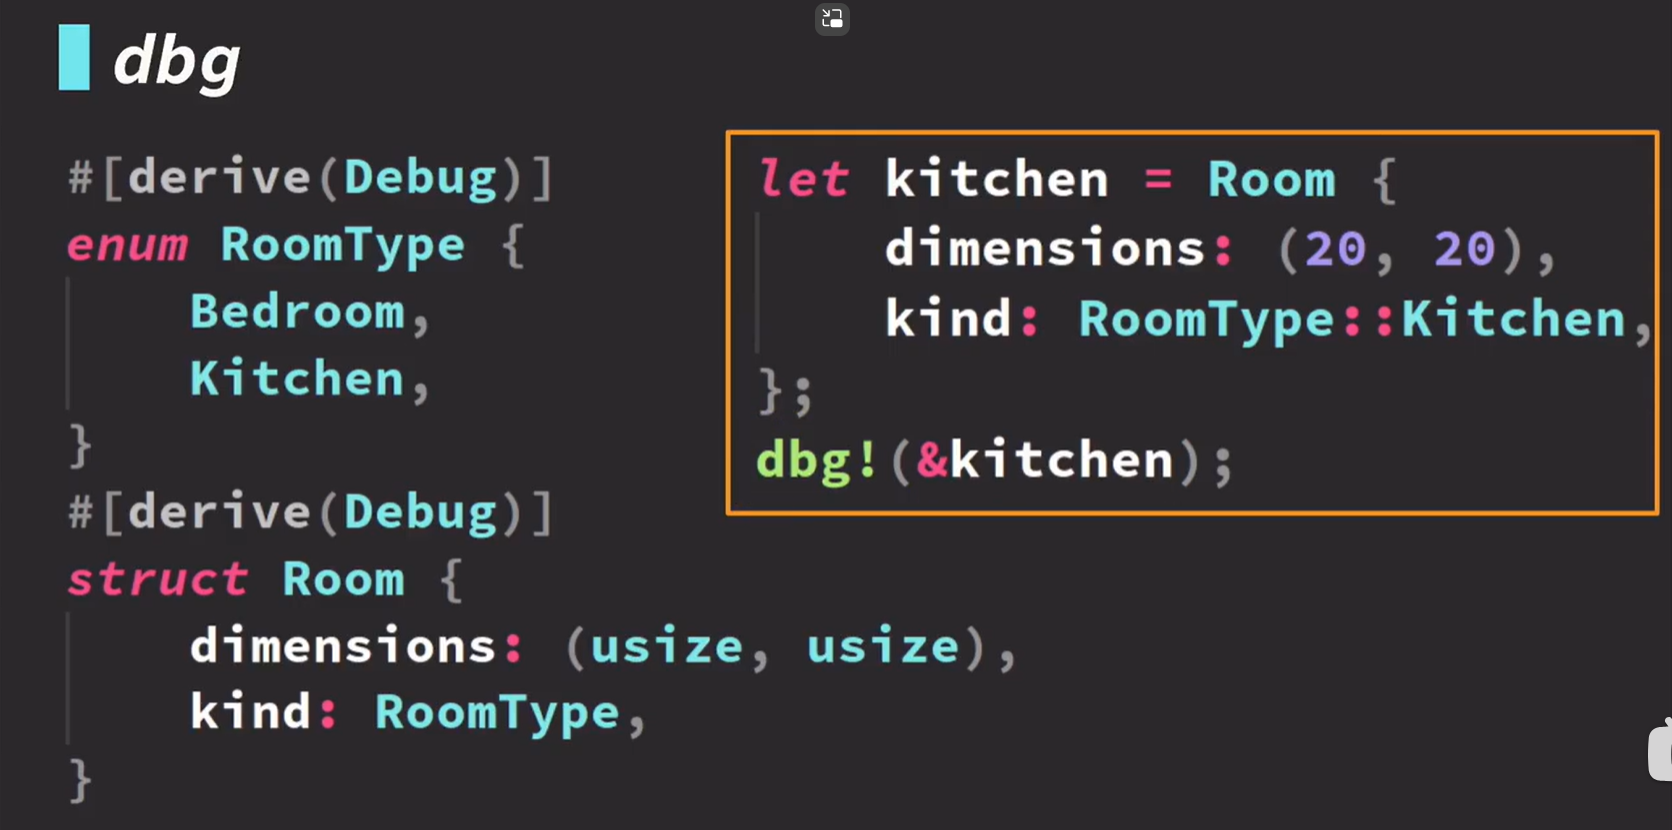 dbg
#[derive(Debug)]
enum RoomType {
    Bedroom,
    Kitchen,
}
#[derive(Debug)]
struct Room {
    dimensions: (usize, usize),
    kind: RoomType,
}
let kitchen = Room {
    dimensions: (20, 20),
    kind: RoomType::Kitchen,
};
dbg!(&kitchen);